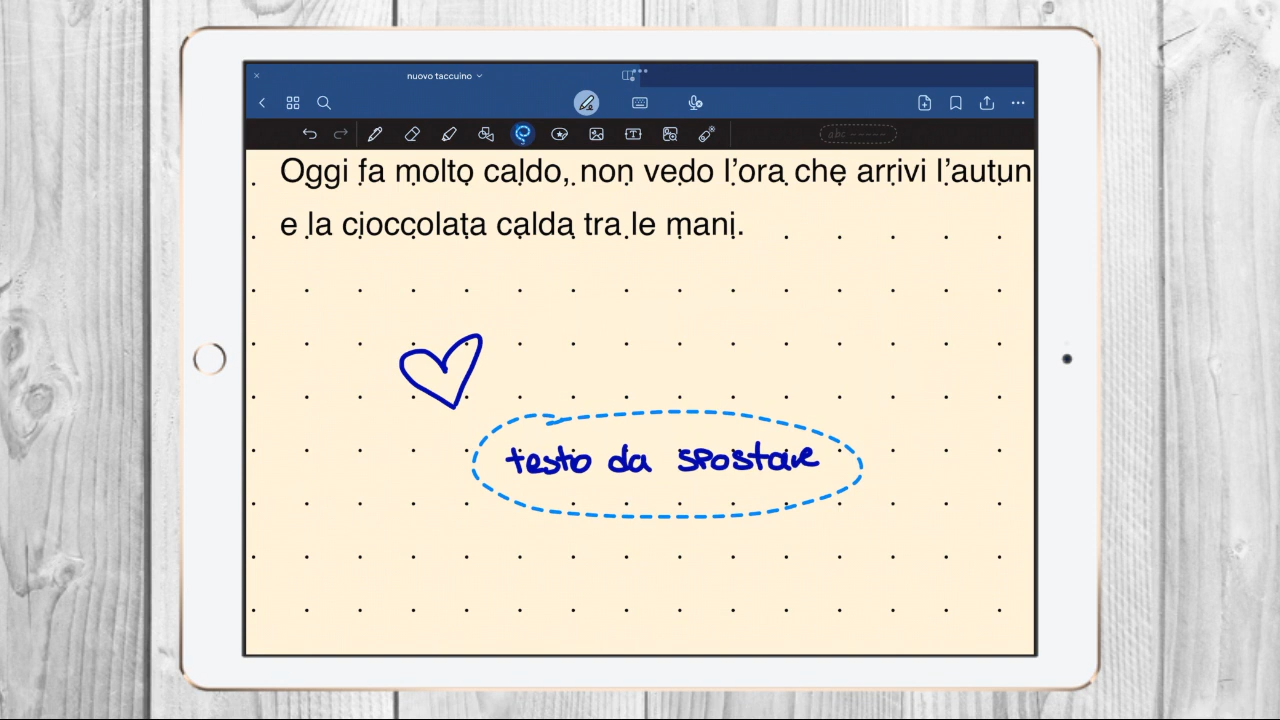 nuovo taccuino
abc
Oggi fa molto caldo, non vedo l'ora che arrivi l'autun
e la cioccolata calda tra le mani.
testo da spostare